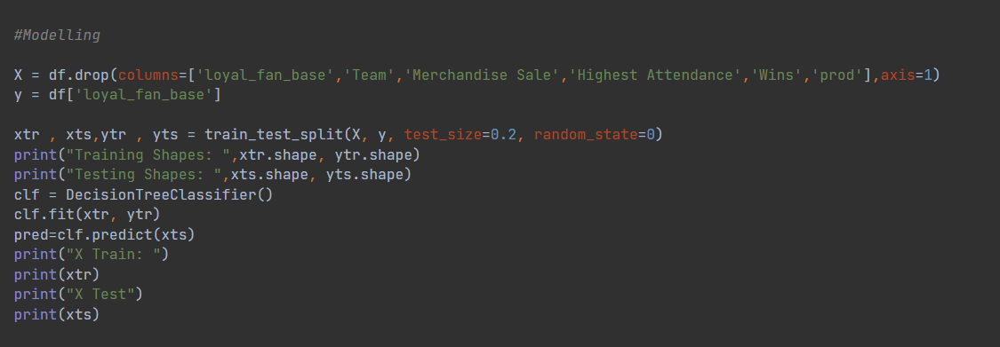 #Modelling
X = df.drop(columns=['loyal_fan_base','Team','Merchandise Sale','Highest Attendance','Wins','prod'],axis=1)
y = df['loyal_fan_base']
xtr , xts,ytr , yts = train_test_split(X, y, test_size=0.2, random_state=0)
print("Training Shapes: ",xtr.shape, ytr.shape)
print("Testing Shapes: ",xts.shape, yts.shape)
clf = DecisionTreeClassifier()
clf.fit(xtr, ytr)
pred=clf.predict(xts)
print("X Train: ")
print(xtr)
print("X Test")
print(xts)